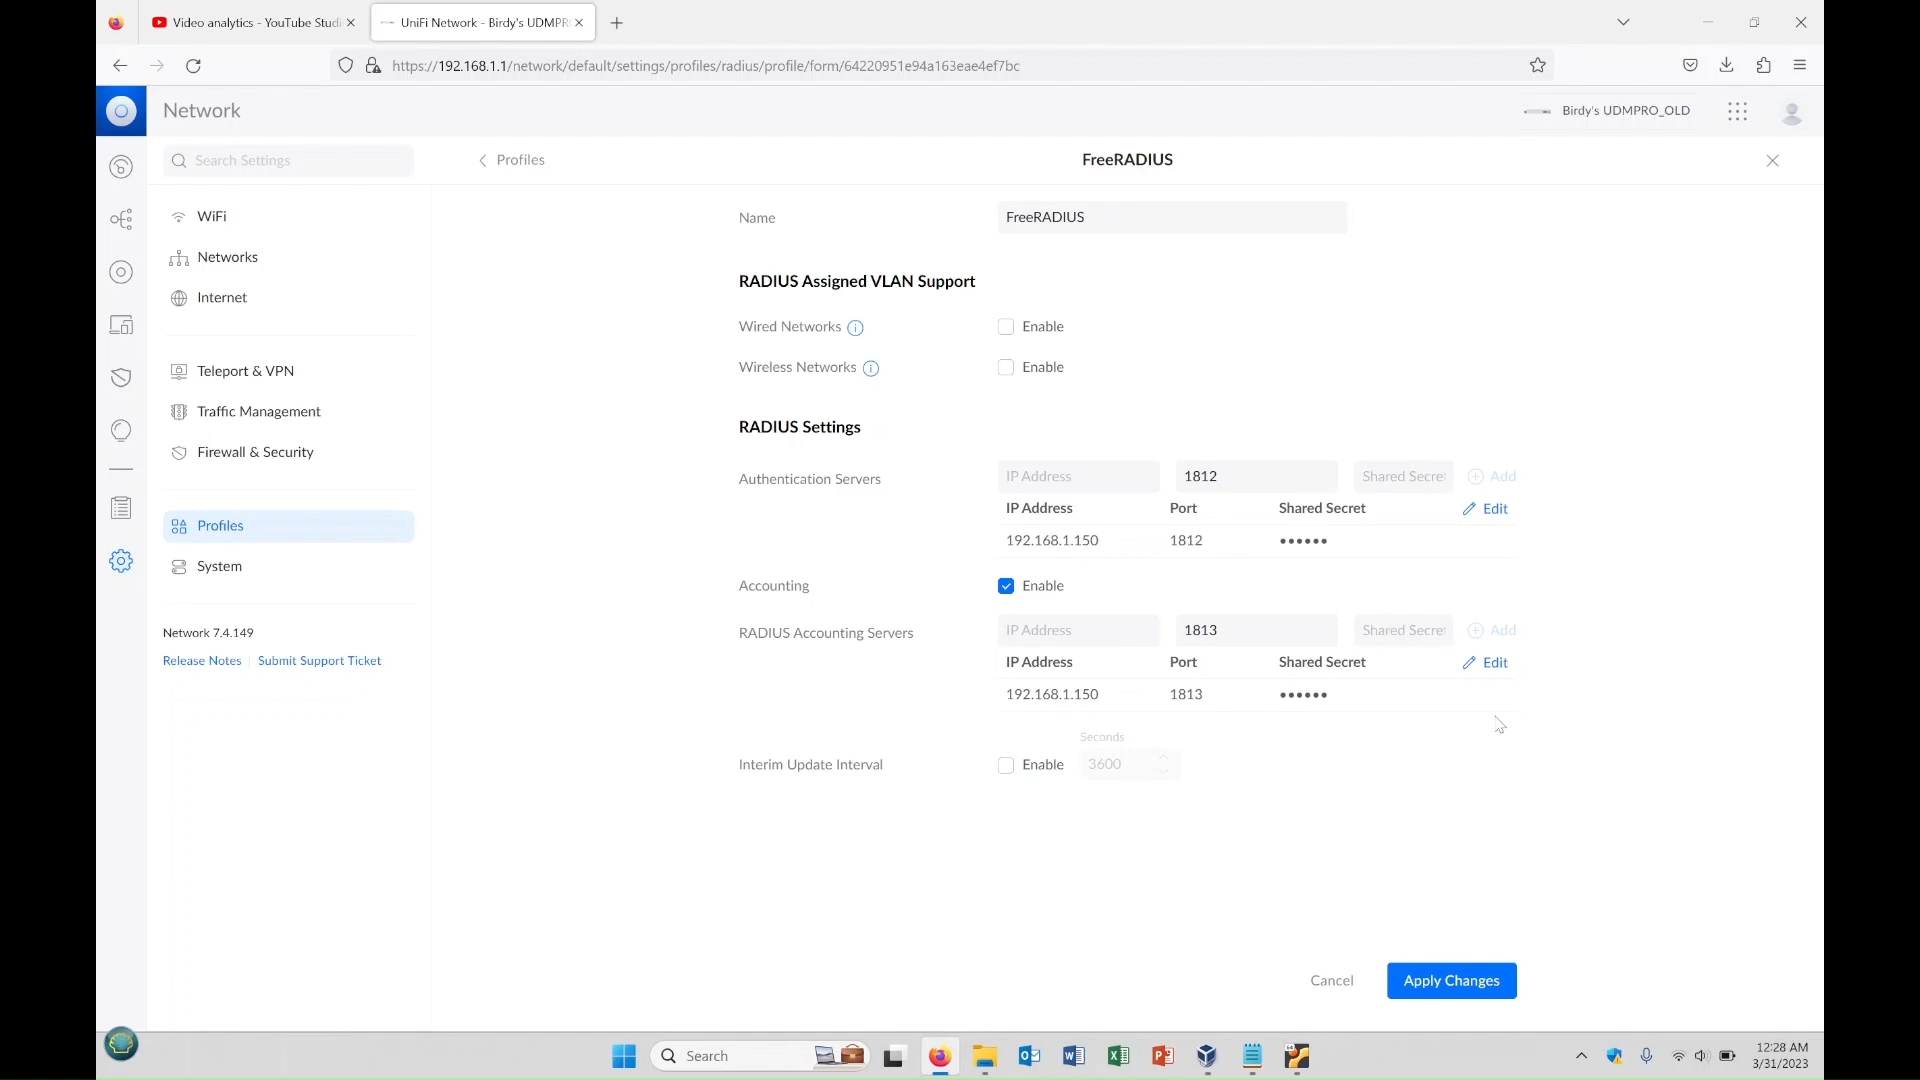 Video analytics - YouTube Studi
UniFi Network - Birdy's UDMPR
https://192.168.1.1/network/default/settings/profiles/radius/profile/form/64220951e94a163eae4ef7bc
Network
Birdy's UDMPRO_OLD
Search Settings
Profiles
FreeRADIUS
WiFi
Networks
Internet
Teleport & VPN
Traffic Management
Firewall & Security
Profiles
System
Network 7.4.149
Release Notes
Submit Support Ticket
Name
FreeRADIUS
RADIUS Assigned VLAN Support
Wired Networks
Enable
Wireless Networks
Enable
RADIUS Settings
Authentication Servers
IP Address
1812
Shared Secret
Add
IP Address Port Shared Secret Edit
192.168.1.150 1812 ••••••
Accounting
Enable
RADIUS Accounting Servers
IP Address
1813
Shared Secret
Add
IP Address Port Shared Secret Edit
192.168.1.150 1813 ••••••
Seconds
Interim Update Interval
Enable
3600
Cancel
Apply Changes
Search
12:28 AM
3/31/2023